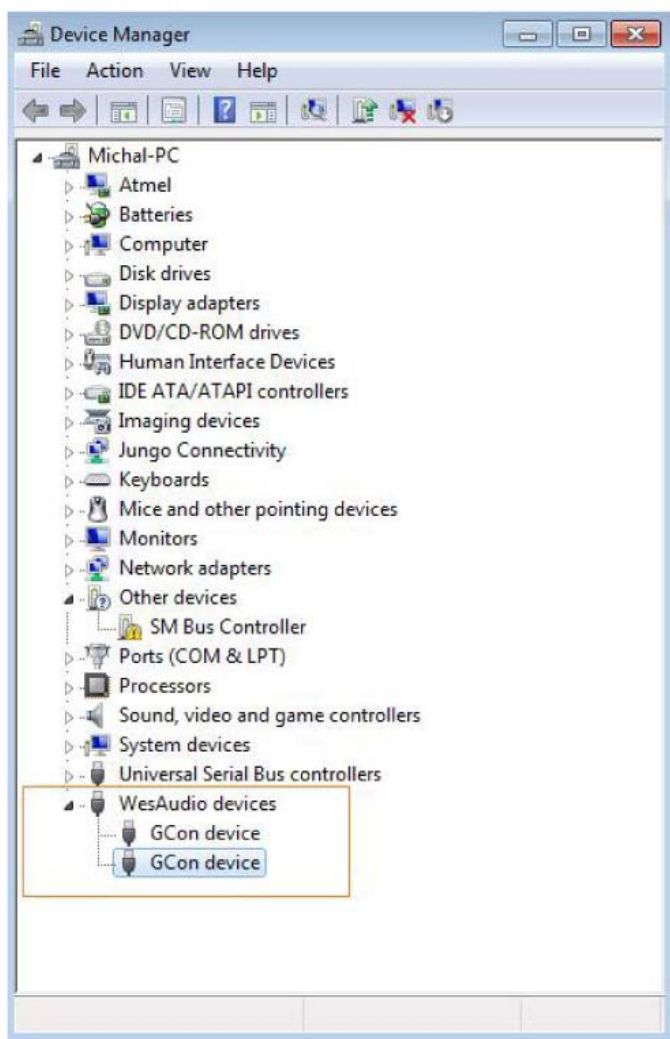 Device Manager
File Action View Help
Michal-PC
Atmel
Batteries
Computer
Disk drives
Display adapters
DVD/CD-ROM drives
Human Interface Devices
IDE ATA/ATAPI controllers
Imaging devices
Jungo Connectivity
Keyboards
Mice and other pointing devices
Monitors
Network adapters
Other devices
SM Bus Controller
Ports (COM & LPT)
Processors
Sound, video and game controllers
System devices
Universal Serial Bus controllers
WesAudio devices
GCon device
GCon device